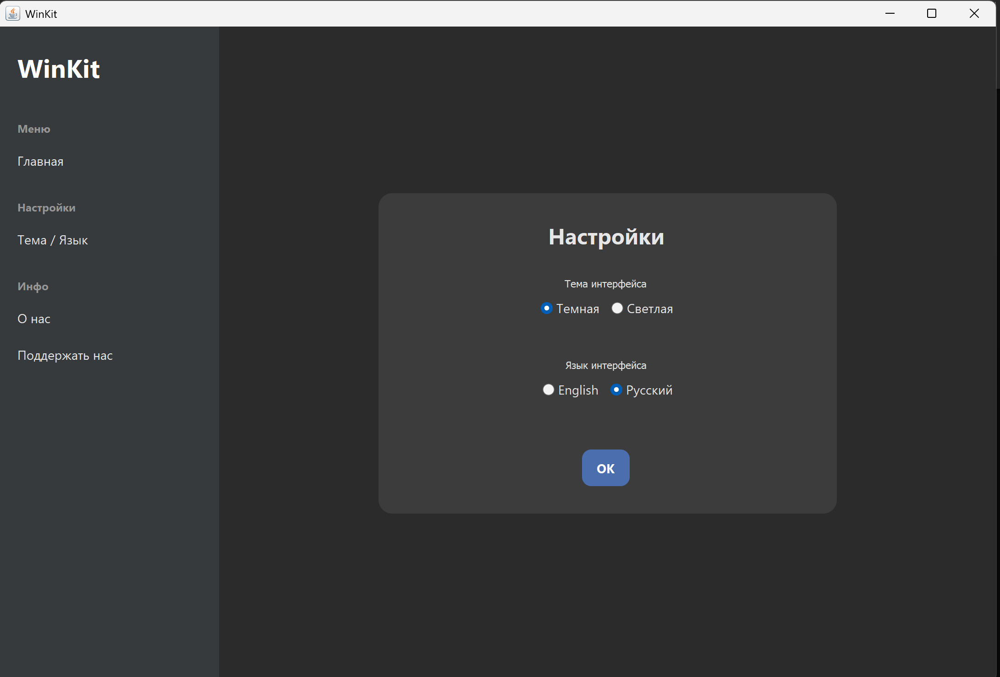 WinKit
WinKit
Меню
Главная
Настройки
Тема / Язык
Инфо
О нас
Поддержать нас
Настройки
Тема интерфейса
Темная Светлая
Язык интерфейса
English Русский
OK